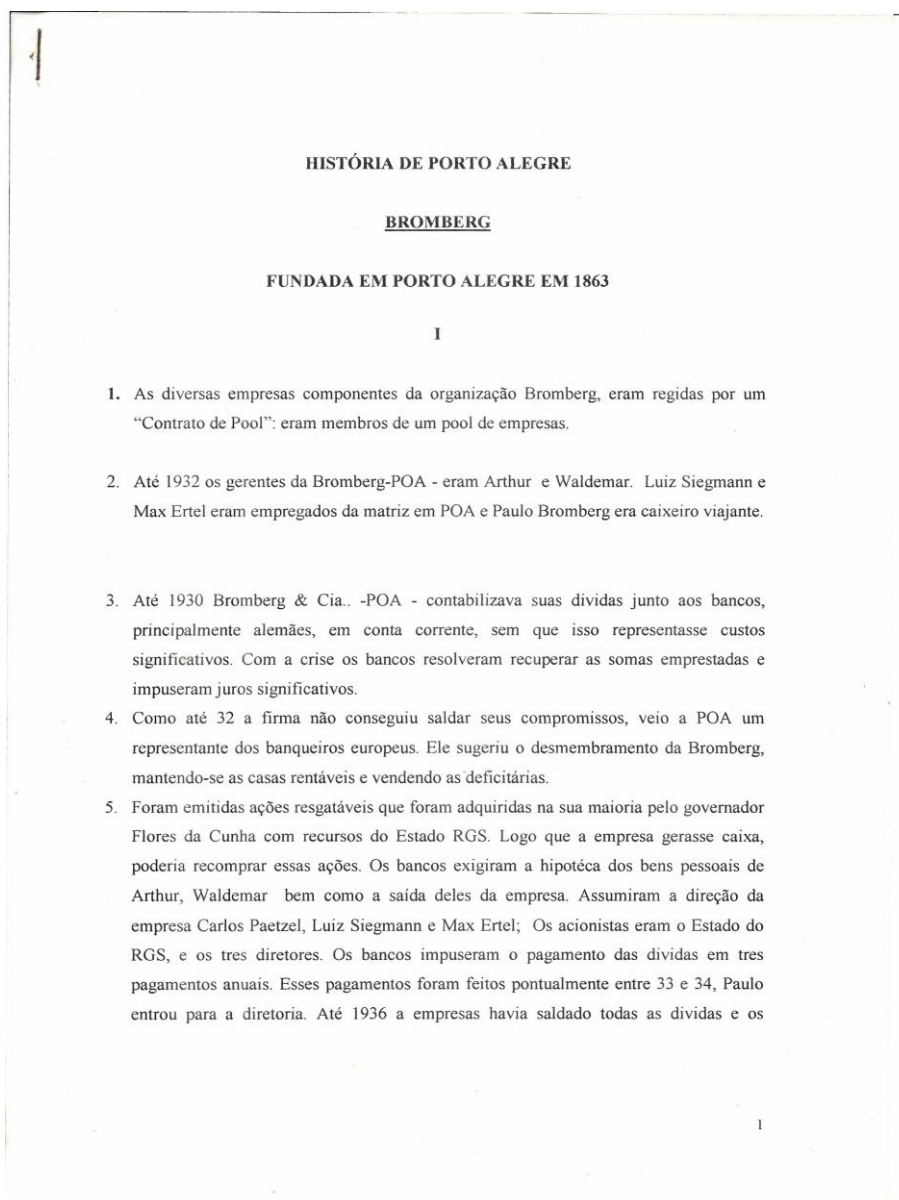 HISTÓRIA DE PORTO ALEGRE
BROMBERG
FUNDADA EM PORTO ALEGRE EM 1863
I
1. As diversas empresas componentes da organização Bromberg, eram regidas por um
“Contrato de Pool”: eram membros de um pool de empresas.
2. Até 1932 os gerentes da Bromberg-POA - eram Arthur e Waldemar. Luiz Siegmann e
Max Ertel eram empregados da matriz em POA e Paulo Bromberg era caixeiro viajante.
3. Até 1930 Bromberg & Cia.. -POA - contabilizava suas dividas junto aos bancos,
principalmente alemães, em conta corrente, sem que isso representasse custos
significativos. Com a crise os bancos resolveram recuperar as somas emprestadas e
impuseram juros significativos.
4. Como até 32 a firma não conseguiu saldar seus compromissos, veio a POA um
representante dos banqueiros europeus. Ele sugeriu o desmembramento da Bromberg,
mantendo-se as casas rentáveis e vendendo as deficitárias.
5. Foram emitidas ações resgatáveis que foram adquiridas na sua maioria pelo governador
Flores da Cunha com recursos do Estado RGS. Logo que a empresa gerasse caixa,
poderia recomprar essas ações. Os bancos exigiram a hipotéca dos bens pessoais de
Arthur, Waldemar bem como a saída deles da empresa. Assumiram a direção da
empresa Carlos Paetzel, Luiz Siegmann e Max Ertel; Os acionistas eram o Estado do
RGS, e os tres diretores. Os bancos impuseram o pagamento das dividas em tres
pagamentos anuais. Esses pagamentos foram feitos pontualmente entre 33 e 34, Paulo
entrou para a diretoria. Até 1936 a empresas havia saldado todas as dividas e os
1